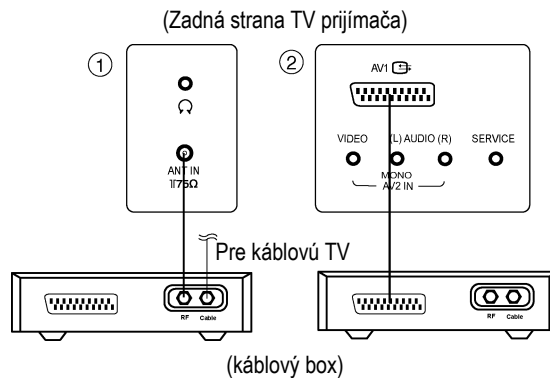 (Zadná strana TV prijímača)
1
2
AV1
VIDEO
(L) AUDIO (R)
SERVICE
ANT IN
75Ω
MONO
AV2 IN
Pre káblovú TV
RF
Cable
RF
Cable
(káblový box)